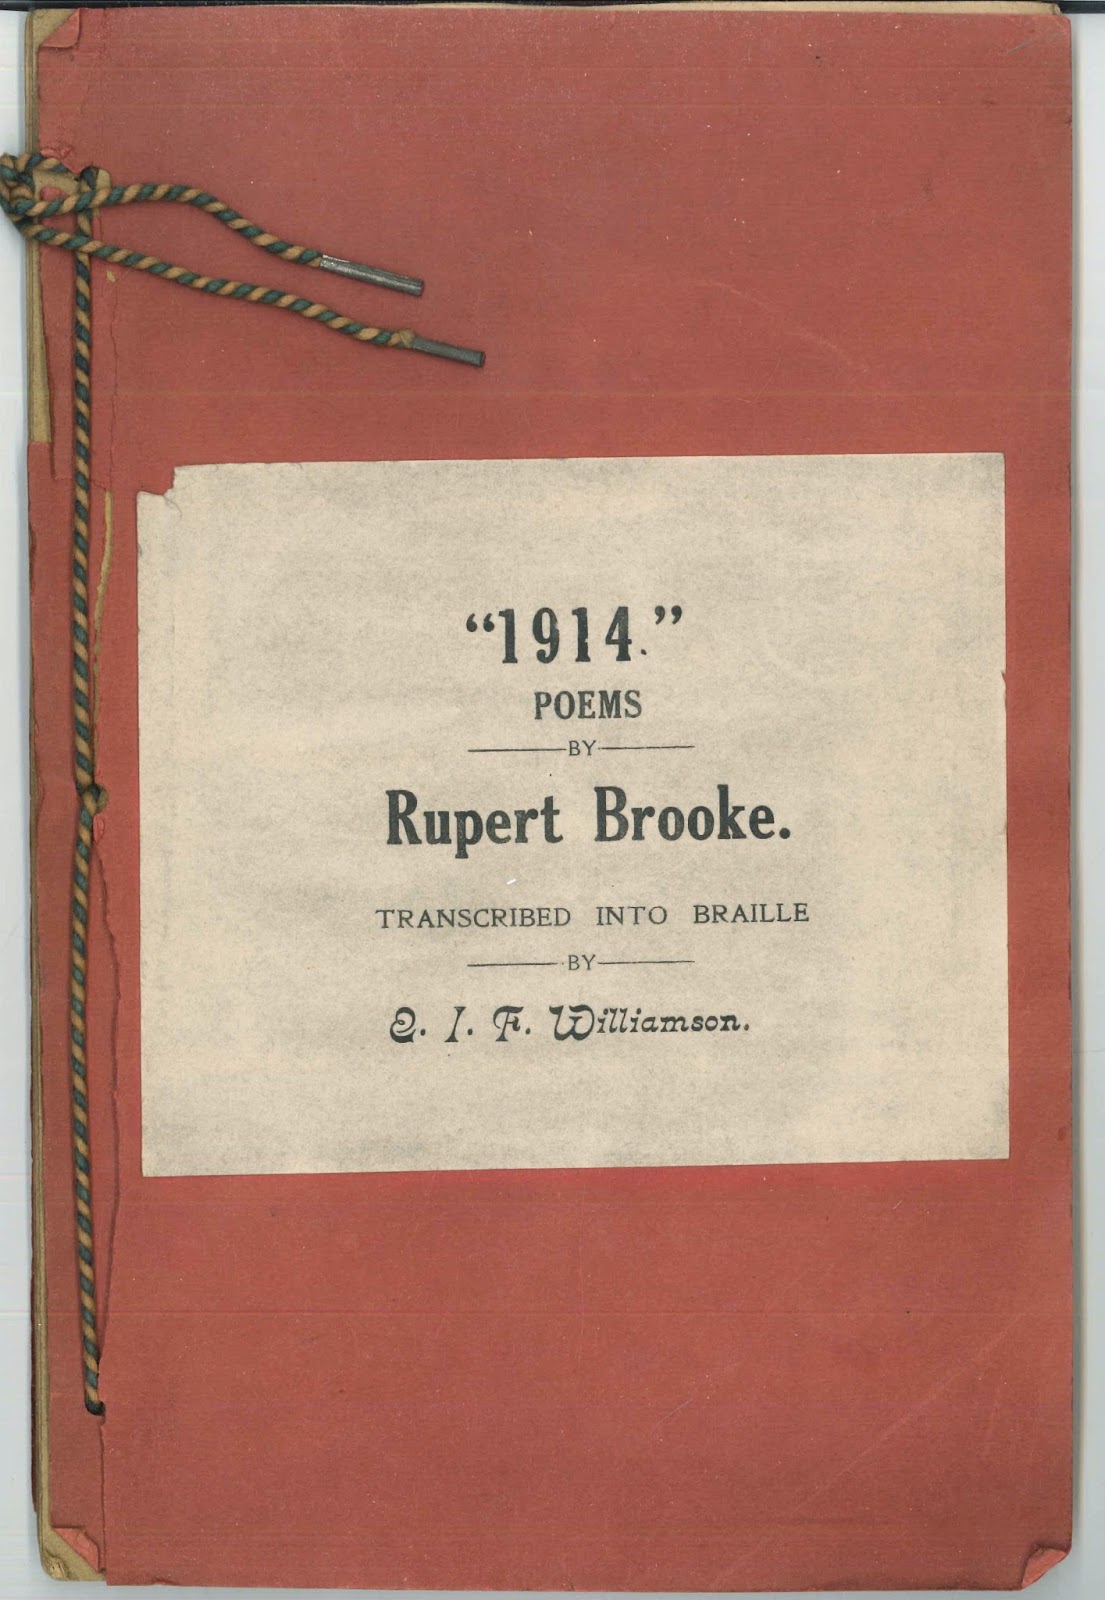 “1914.”
POEMS
BY
Rupert Brooke.
TRANSCRIBED INTO BRAILLE
BY
E. I. F. Williamson.